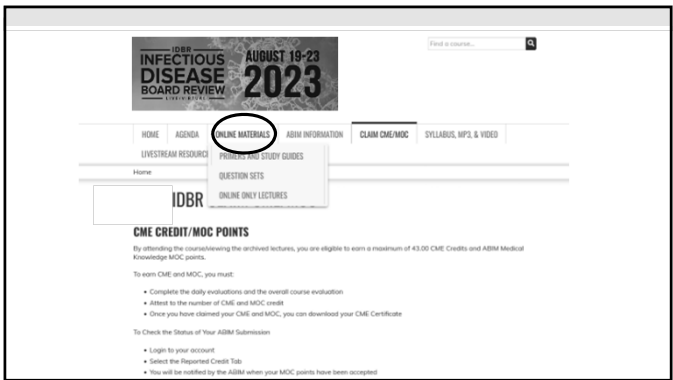 Find a course...
IDBR
INFECTIOUS
DISEASE
BOARD REVIEW
AUGUST 19-23
2023
HOME AGENDA ONLINE MATERIALS ABIM INFORMATION CLAIM CME/MOC SYLLABUS, MP3, & VIDEO
LIVESTREAM
PRIMERS AND STUDY GUIDES
QUESTION SETS
ONLINE ONLY LECTURES
Home
IDBR
CME CREDIT/MOC POINTS
By attending the course/viewing the archived lectures, you are eligible to earn a maximum of 43.00 CME Credits and ABIM Medical
Knowledge MOC points.
To earn CME and MOC, you must:
• Complete the daily evaluations and the overall course evaluation
• Attest to the number of CME and MOC credit
• Once you have claimed your CME and MOC, you can download your CME Certificate
To Check the Status of Your ABIM Submission
• Login to your account
• Select the Reported Credit Tab
• You will be notified by the ABIM when your MOC points have been accepted